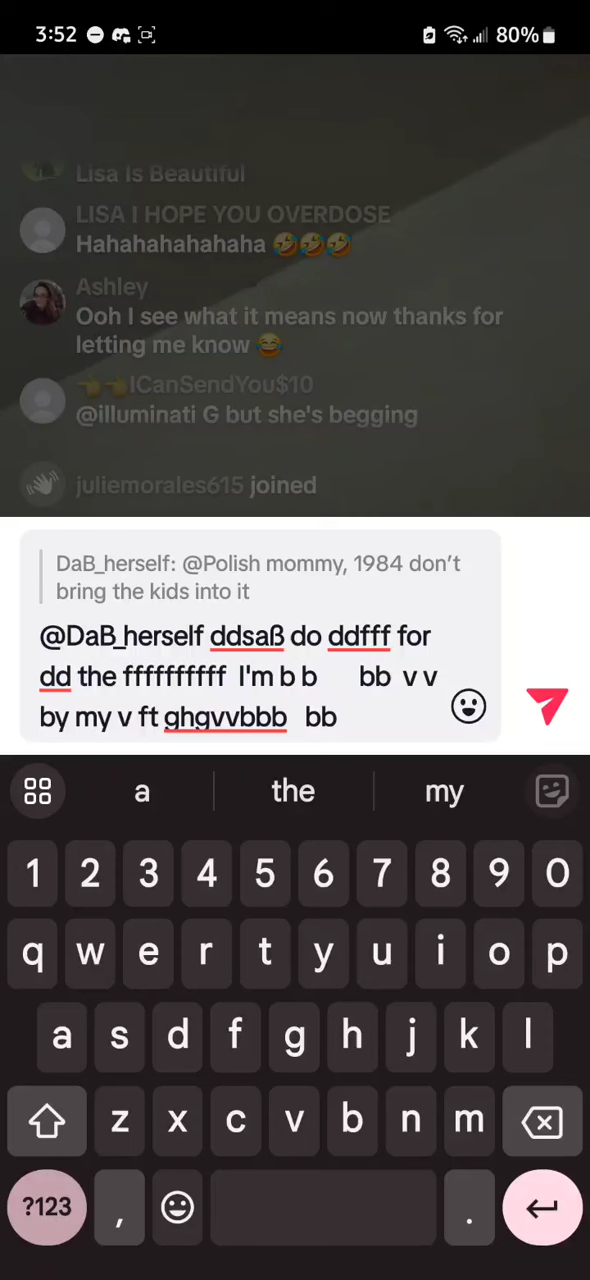 3:52 80%
Lisa Is Beautiful
LISA I HOPE YOU OVERDOSE
Hahahahahahaha 🤣🤣🤣
Ashley
Ooh I see what it means now thanks for
letting me know 😂
👈👈ICanSendYou$10
@illuminati G but she's begging
juliemorales615 joined
DaB_herself: @Polish mommy, 1984 don’t
bring the kids into it
@DaB_herself ddsaß do ddfff for
dd the ffffffffff I'm b b bb v v
by my v ft ghgvvbbb bb
a the my
1 2 3 4 5 6 7 8 9 0
q w e r t y u i o p
a s d f g h j k l
z x c v b n m
?123 , .